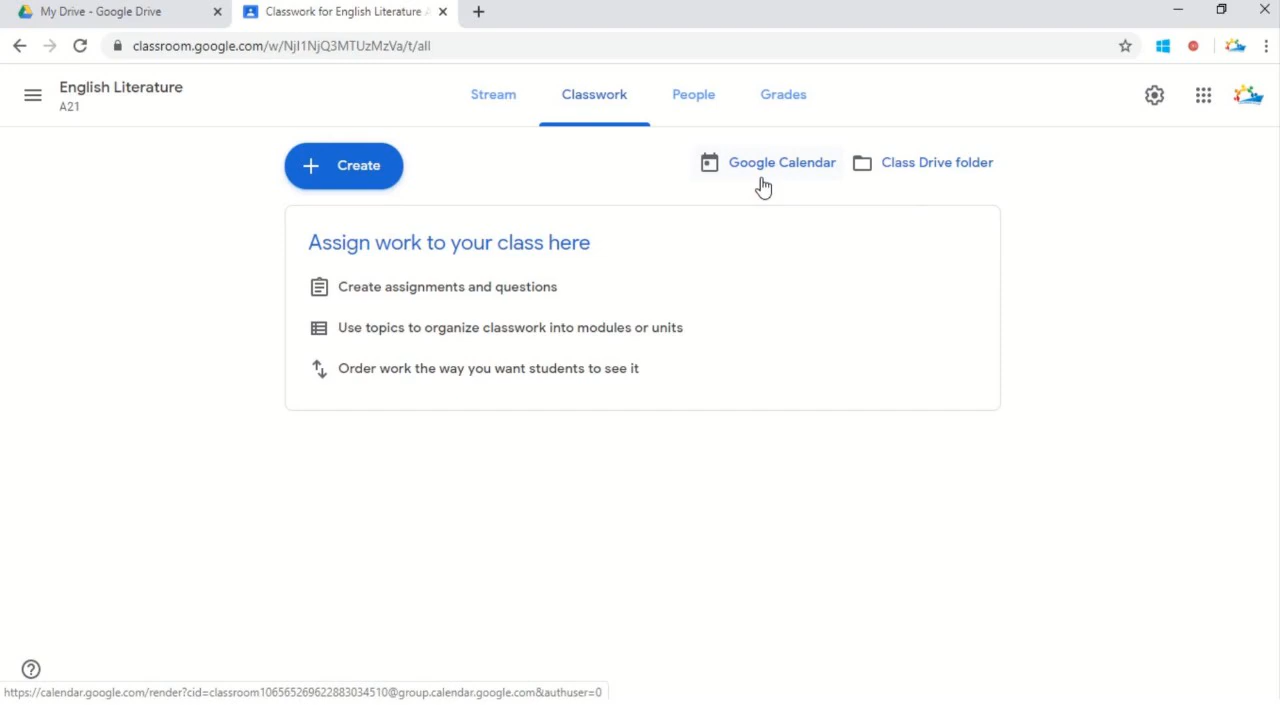 My Drive - Google Drive
Classwork for English Literature A
classroom.google.com/w/NjI1NjQ3MTUzMzVa/t/all
English Literature
A21
Stream
Classwork
People
Grades
Create
Google Calendar
Class Drive folder
Assign work to your class here
Create assignments and questions
Use topics to organize classwork into modules or units
Order work the way you want students to see it
https://calendar.google.com/render?cid=classroom106565269622883034510@group.calendar.google.com&authuser=0